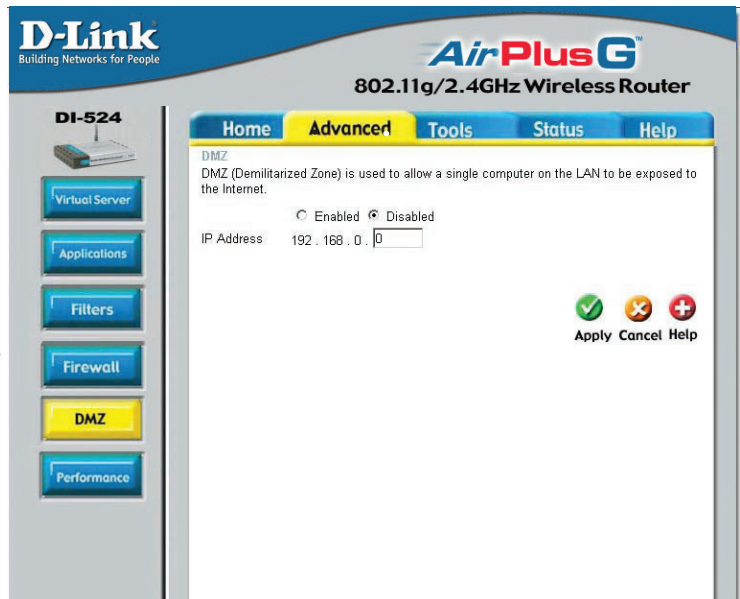 D-Link
Building Networks for People
AirPlus G™
802.11g/2.4GHz Wireless Router
DI-524
Home Advanced Tools Status Help
Virtual Server
Applications
Filters
Firewall
DMZ
Performance
DMZ
DMZ (Demilitarized Zone) is used to allow a single computer on the LAN to be exposed to
the Internet.
Enabled Disabled
IP Address 192 . 168 . 0 . 0
Apply Cancel Help